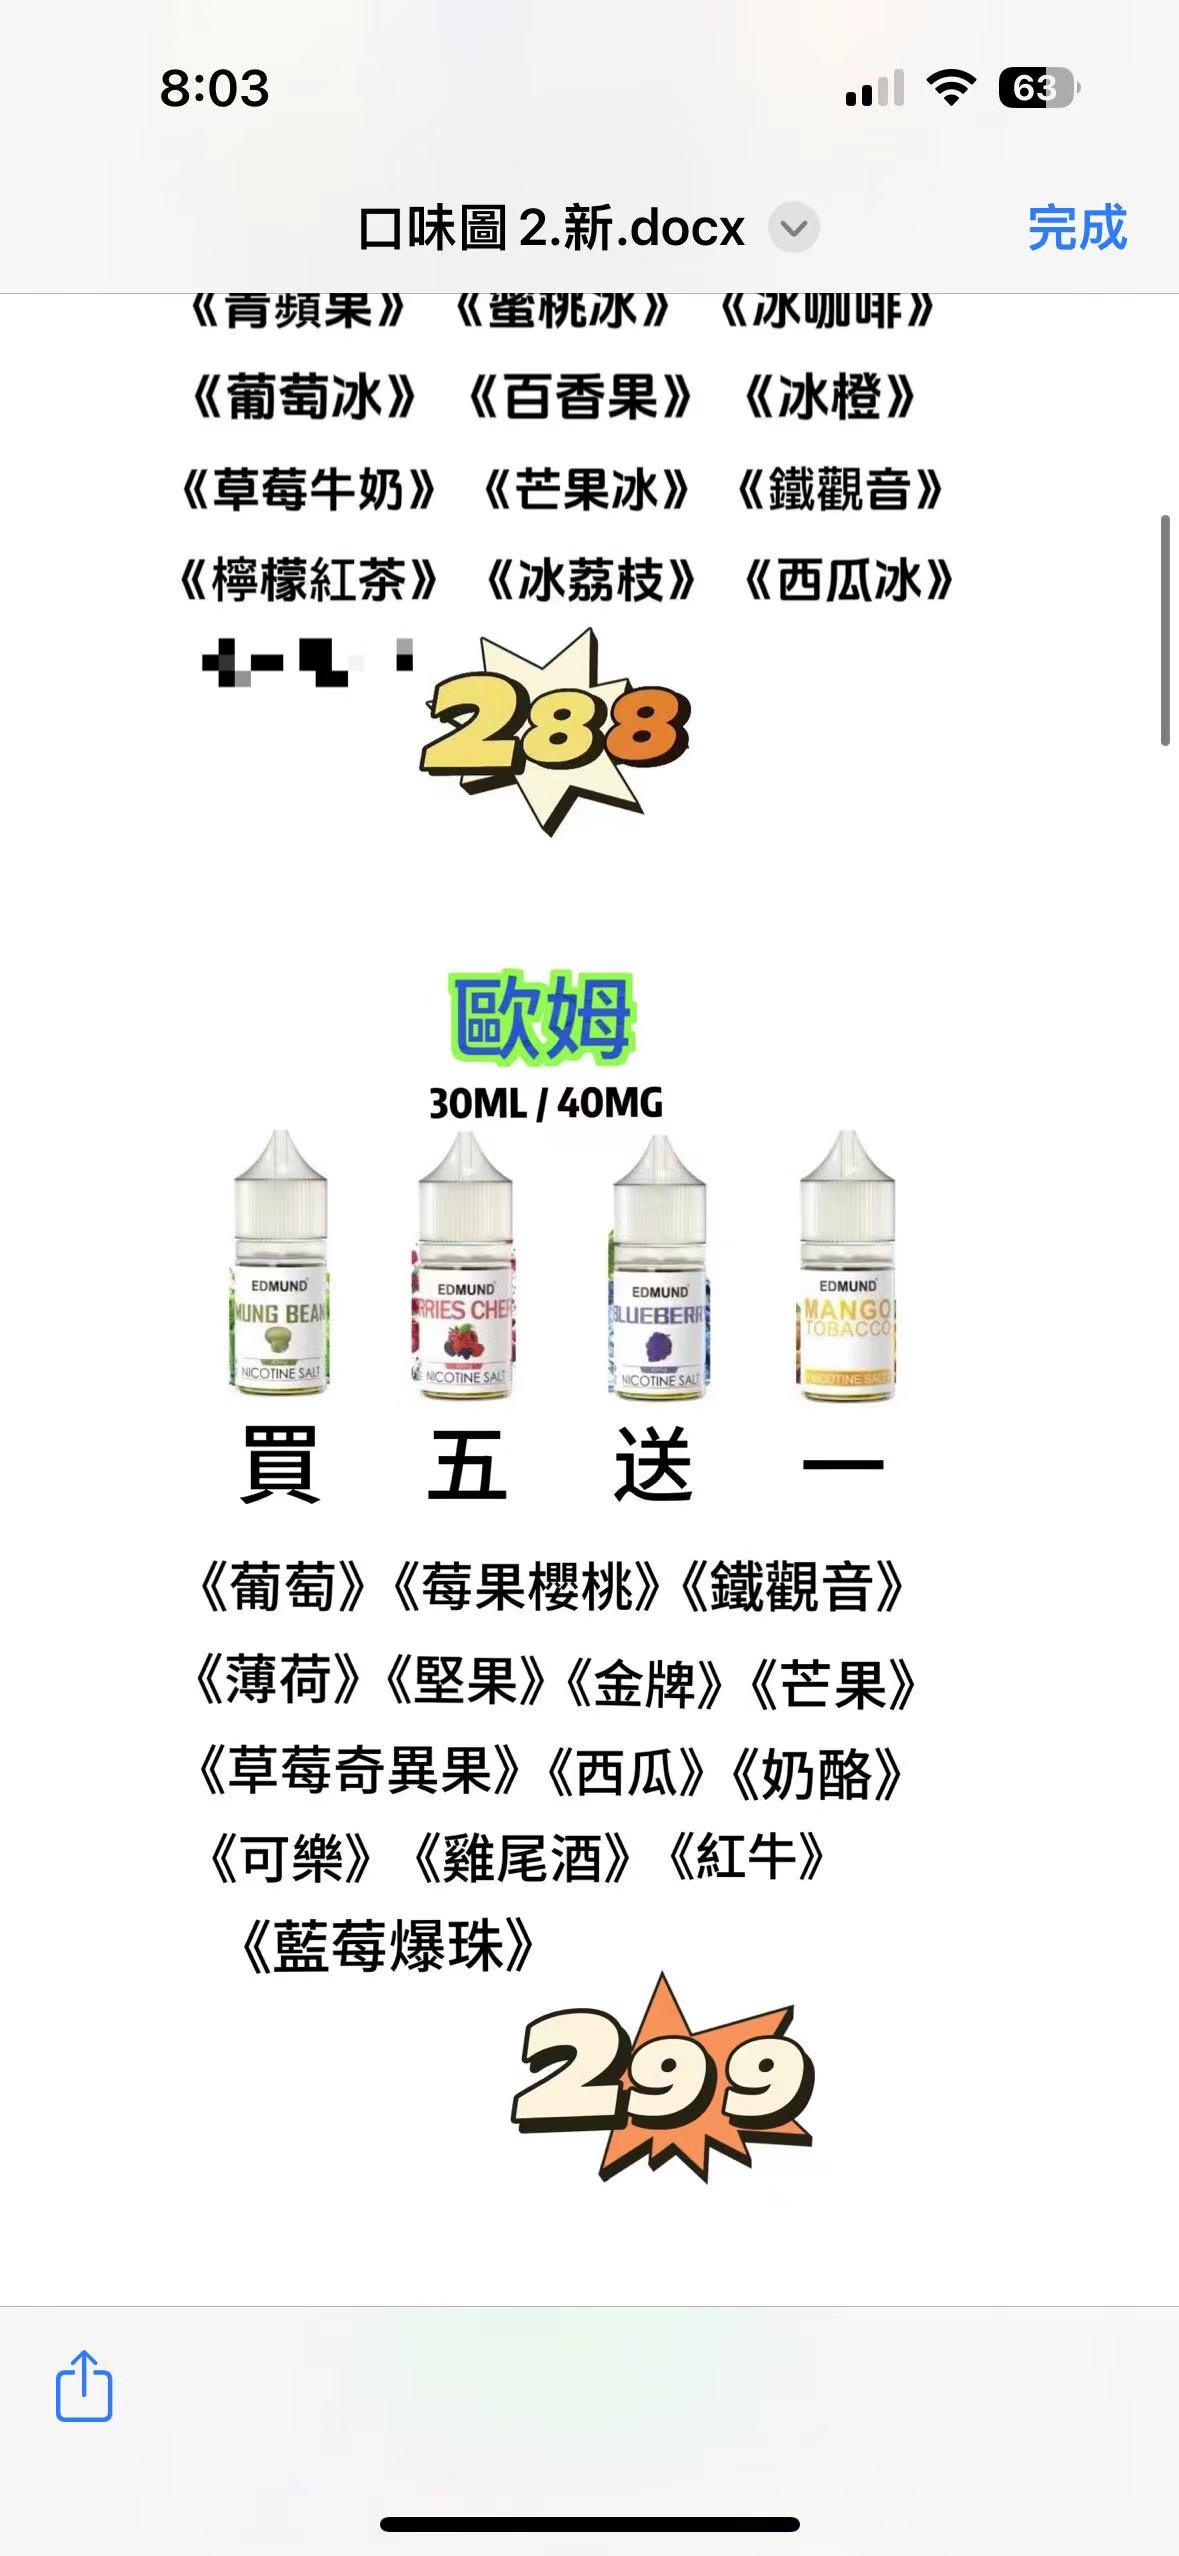 8:03
63
口味圖 2.新.docx
完成
《青蘋果》 《蜜桃冰》 《冰咖啡》
《葡萄冰》 《百香果》 《冰橙》
《草莓牛奶》 《芒果冰》 《鐵觀音》
《檸檬紅茶》 《冰荔枝》 《西瓜冰》
288
歐姆
30ML / 40MG
EDMUND EDMUND EDMUND EDMUND
MUNG BEAN RRIES CHER BLUEBERR MANGO
TOBACCO
NICOTINE SALT NICOTINE SALT NICOTINE SALT NICOTINE SALT
買 五 送 一
《葡萄》《莓果櫻桃》《鐵觀音》
《薄荷》《堅果》《金牌》《芒果》
《草莓奇異果》《西瓜》《奶酪》
《可樂》 《雞尾酒》 《紅牛》
《藍莓爆珠》
299